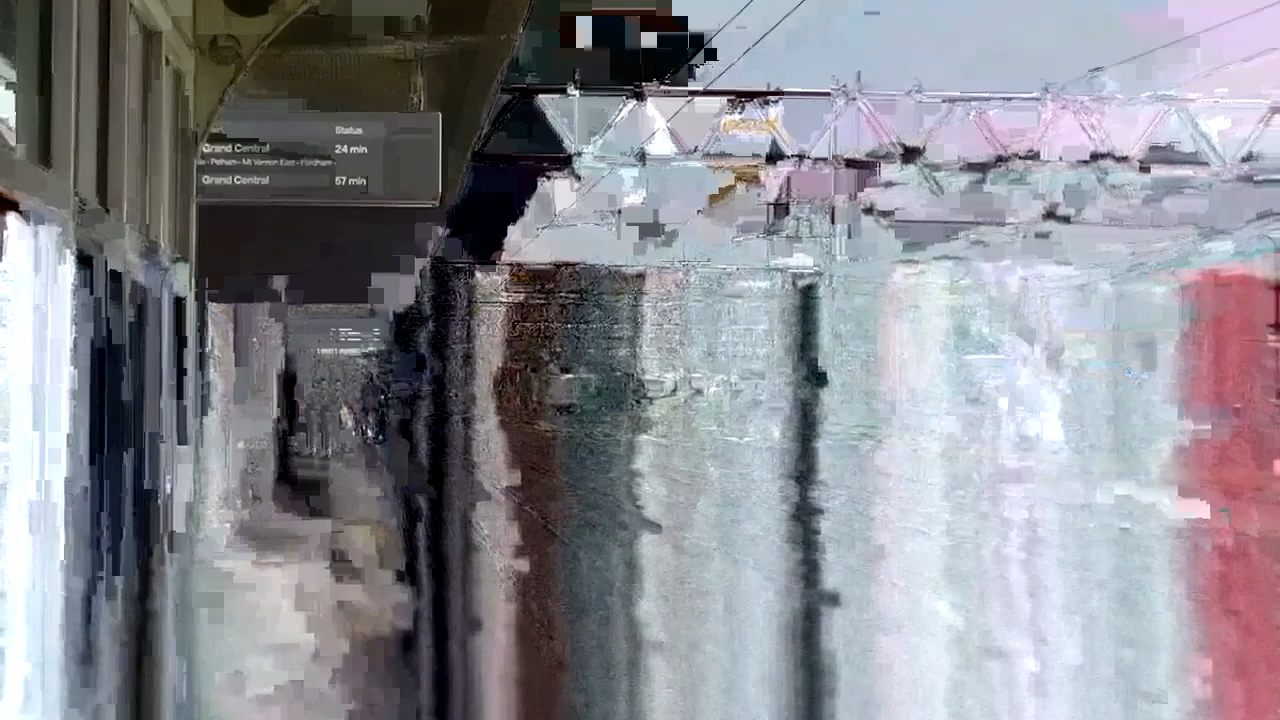 Status
Grand Central 24 min
- Pelham - Mt Vernon East - Fordham -
Grand Central 57 min